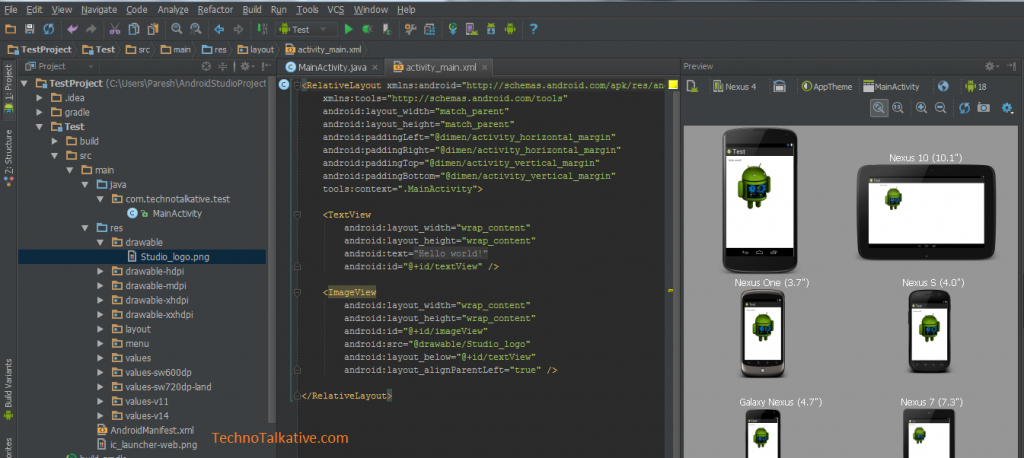 File Edit View Navigate Code Analyze Refactor Build Run Tools VCS Window Help
Test
TestProject Test src main res layout activity_main.xml
Project
MainActivity.java activity_main.xml
Preview
1: Project
Z: Structure
Build Variants
TestProject (C:\Users\Paresh\AndroidStudioProject
.idea
gradle
Test
build
src
main
java
com.technotalkative.test
MainActivity
res
drawable
Studio_logo.png
drawable-hdpi
drawable-mdpi
drawable-xhdpi
drawable-xxhdpi
layout
menu
values
values-sw600dp
values-sw720dp-land
values-v11
values-v14
AndroidManifest.xml
ic_launcher-web.png
TechnoTalkative.com
<RelativeLayout xmlns:android="http://schemas.android.com/apk/res/an
xmlns:tools="http://schemas.android.com/tools"
android:layout_width="match_parent"
android:layout_height="match_parent"
android:paddingLeft="@dimen/activity_horizontal_margin"
android:paddingRight="@dimen/activity_horizontal_margin"
android:paddingTop="@dimen/activity_vertical_margin"
android:paddingBottom="@dimen/activity_vertical_margin"
tools:context=".MainActivity">
<TextView
android:layout_width="wrap_content"
android:layout_height="wrap_content"
android:text="Hello world!"
android:id="@+id/textView" />
<ImageView
android:layout_width="wrap_content"
android:layout_height="wrap_content"
android:id="@+id/imageView"
android:src="@drawable/Studio_logo"
android:layout_below="@+id/textView"
android:layout_alignParentLeft="true" />
</RelativeLayout>
Nexus 4 AppTheme MainActivity 18
Test
Nexus 10 (10.1")
Nexus One (3.7")
Nexus S (4.0")
Galaxy Nexus (4.7")
Nexus 7 (7.3")